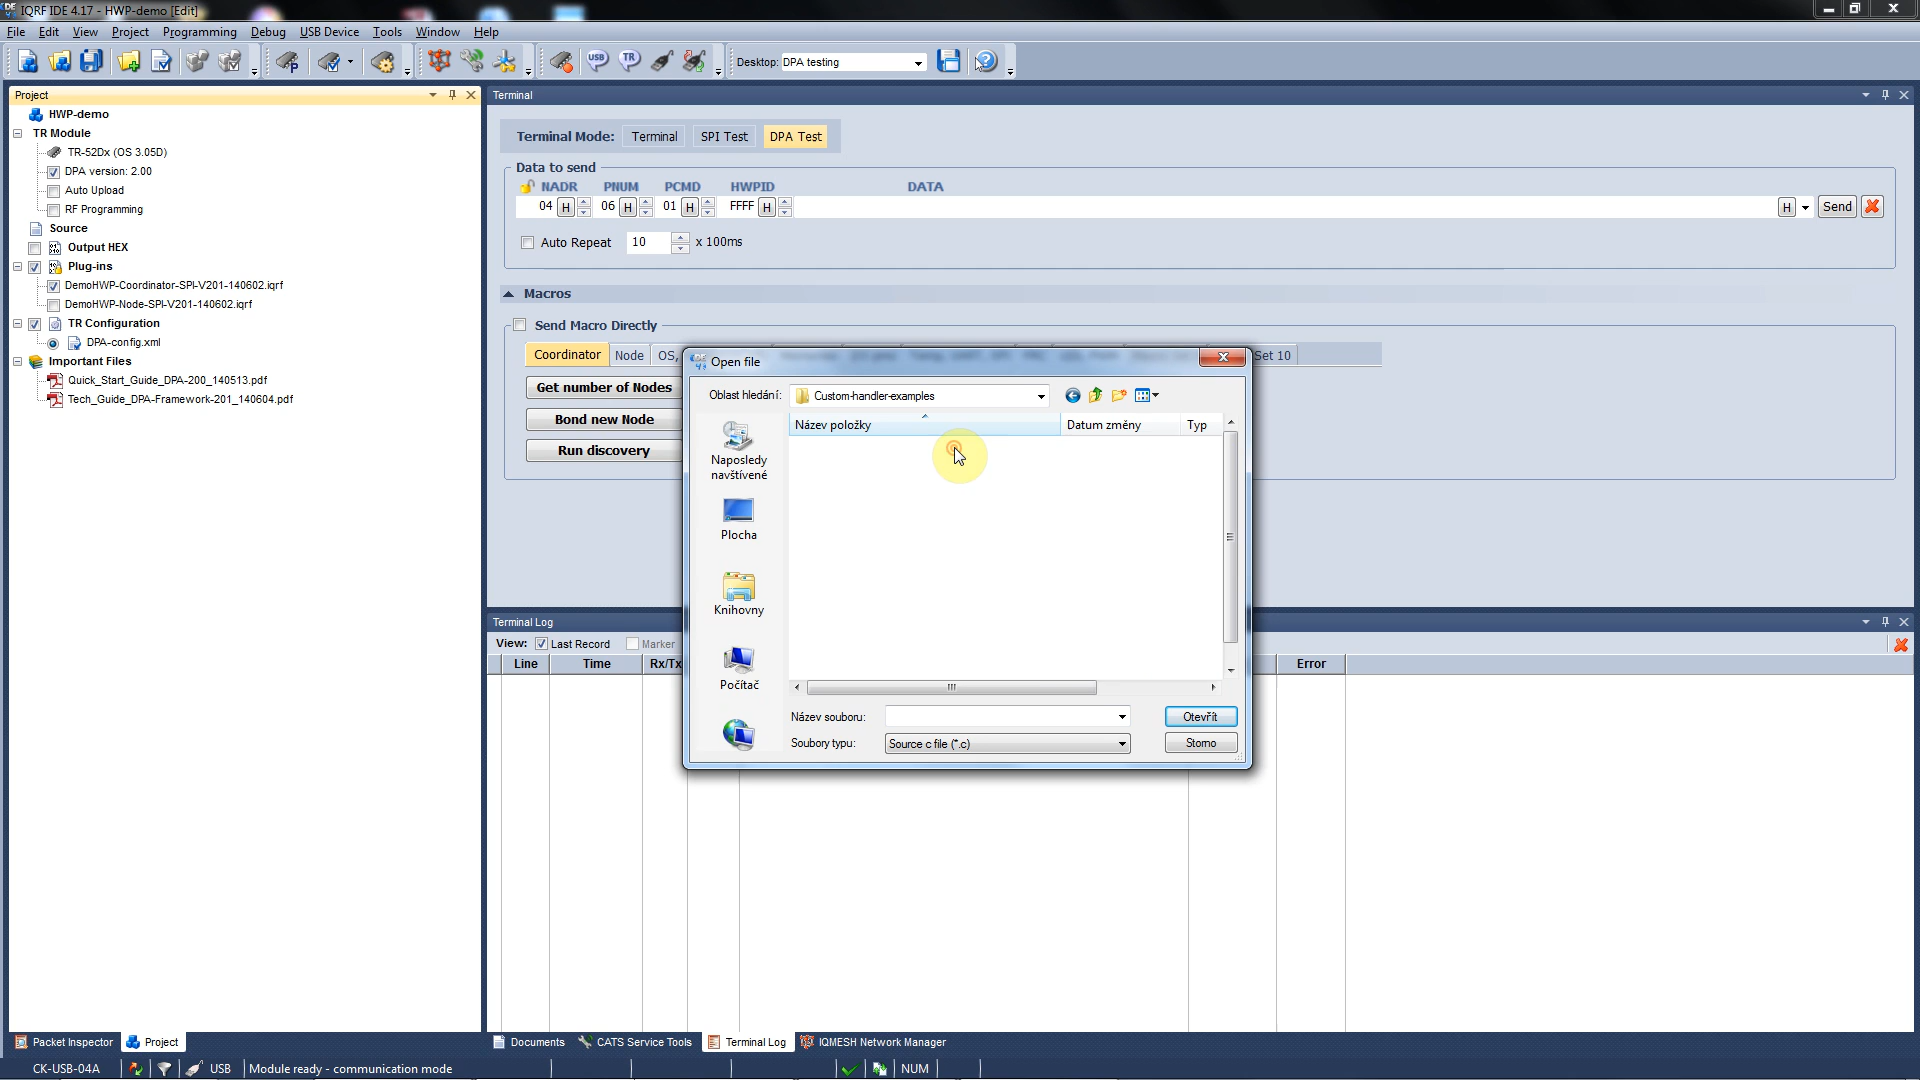 IQRF IDE 4.17 - HWP-demo [Edit]
File Edit View Project Programming Debug USB Device Tools Window Help
USB TR Desktop: DPA testing
Project
HWP-demo
TR Module
TR-52Dx (OS 3.05D)
DPA version: 2.00
Auto Upload
RF Programming
Source
Output HEX
Plug-ins
DemoHWP-Coordinator-SPI-V201-140602.iqrf
DemoHWP-Node-SPI-V201-140602.iqrf
TR Configuration
DPA-config.xml
Important Files
Quick_Start_Guide_DPA-200_140513.pdf
Tech_Guide_DPA-Framework-201_140604.pdf
Terminal
Terminal Mode: Terminal SPI Test DPA Test
Data to send
NADR PNUM PCMD HWPID DATA
04 H 06 H 01 H FFFF H H Send
Auto Repeat 10 x 100ms
Macros
Send Macro Directly
Coordinator Node OS, Set 10
Get number of Nodes
Bond new Node
Run discovery
Open file
Oblast hledání: Custom-handler-examples
Název položky Datum změny Typ
Naposledy
navštívené
Plocha
Knihovny
Počítač
Název souboru: Otevřít
Soubory typu: Source c file (*.c) Storno
Terminal Log
View: Last Record Marker
Line Time Rx/Tx Error
Packet Inspector Project Documents CATS Service Tools Terminal Log IQMESH Network Manager
CK-USB-04A USB Module ready - communication mode NUM